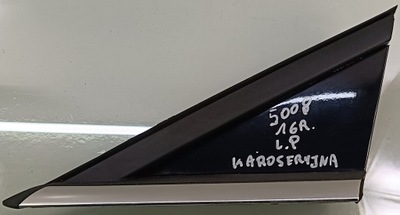 5008
16R.
L.P
KAROSERYJNA